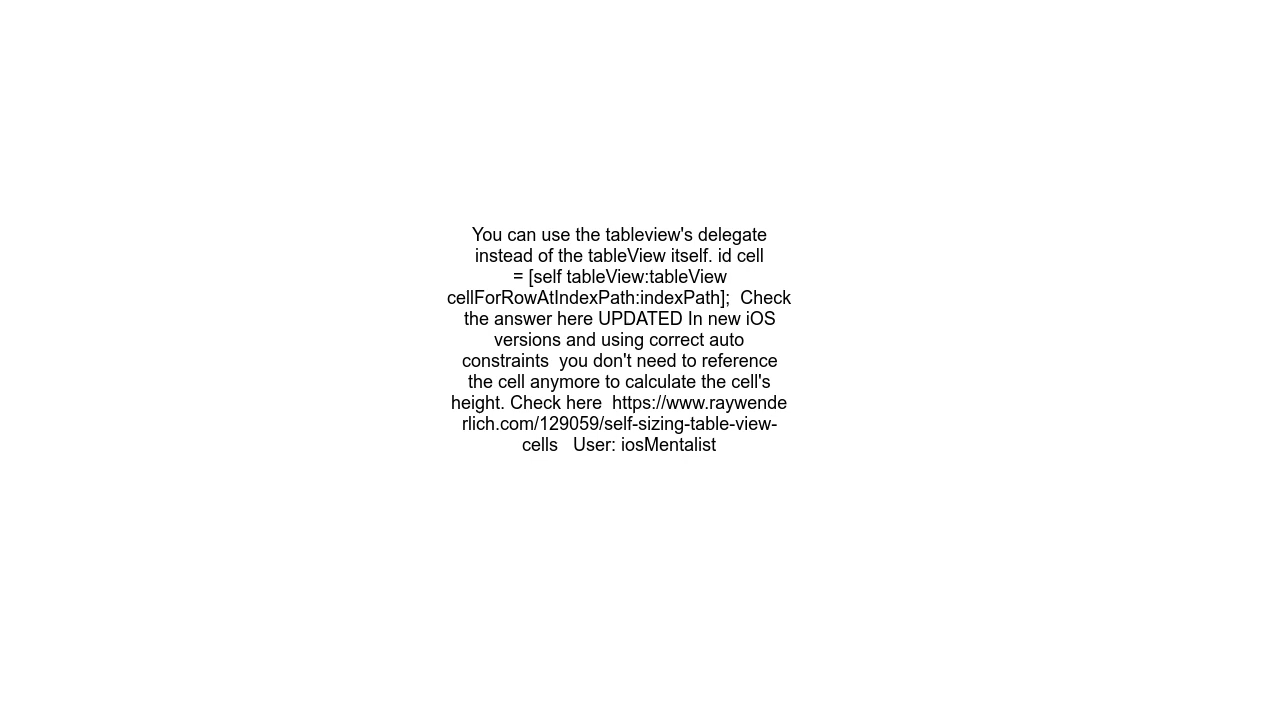 You can use the tableview's delegate
instead of the tableView itself. id cell
= [self tableView:tableView
cellForRowAtIndexPath:indexPath];  Check
the answer here UPDATED In new iOS
versions and using correct auto
constraints  you don't need to reference
the cell anymore to calculate the cell's
height. Check here  https://www.raywende
rlich.com/129059/self-sizing-table-view-
cells   User: iosMentalist